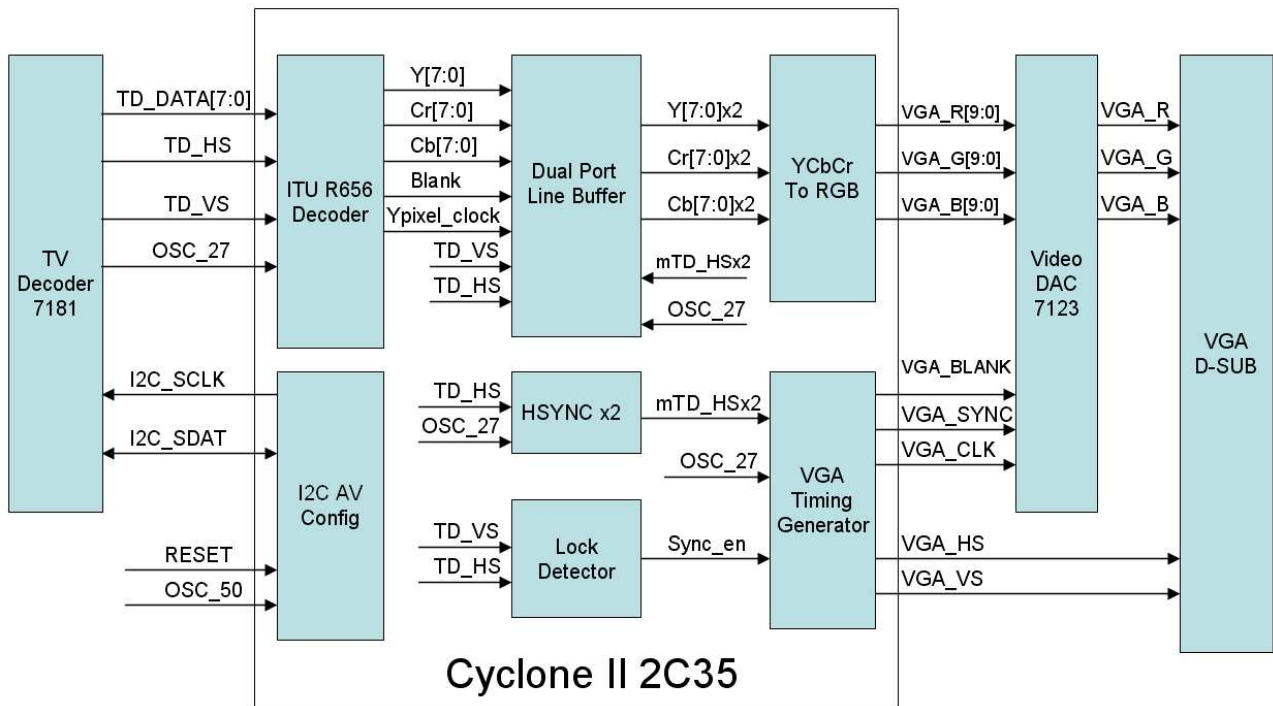 TV
Decoder
7181
TD_DATA[7:0]
TD_HS
TD_VS
OSC_27
I2C_SCLK
I2C_SDAT
RESET
OSC_50
ITU R656
Decoder
I2C AV
Config
Y[7:0]
Cr[7:0]
Cb[7:0]
Blank
Ypixel_clock
TD_VS
TD_HS
Dual Port
Line Buffer
Y[7:0]x2
Cr[7:0]x2
Cb[7:0]x2
mTD_HSx2
OSC_27
YCbCr
To RGB
TD_HS
OSC_27
HSYNC x2
mTD_HSx2
OSC_27
TD_VS
TD_HS
Lock
Detector
Sync_en
VGA
Timing
Generator
VGA_R[9:0]
VGA_G[9:0]
VGA_B[9:0]
VGA_BLANK
VGA_SYNC
VGA_CLK
VGA_HS
VGA_VS
Video
DAC
7123
VGA_R
VGA_G
VGA_B
VGA
D-SUB
Cyclone II 2C35